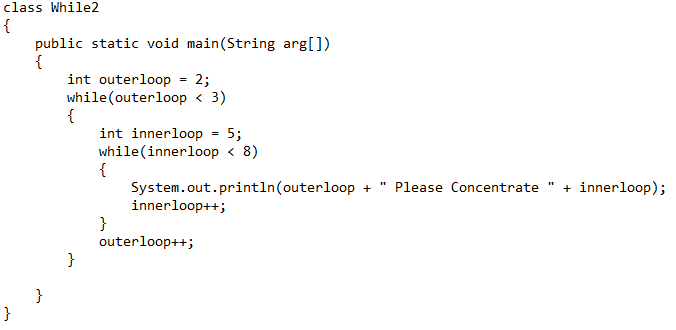 class While2
{
    public static void main(String arg[])
    {
        int outerloop = 2;
        while(outerloop < 3)
        {
            int innerloop = 5;
            while(innerloop < 8)
            {
                System.out.println(outerloop + " Please Concentrate " + innerloop);
                innerloop++;
            }
            outerloop++;
        }
    }
}